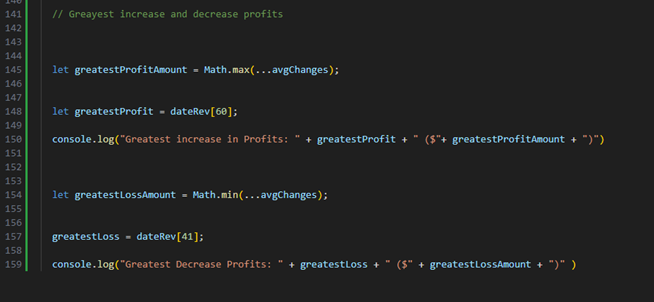 140
141 // Greayest increase and decrease profits
142
143
144
145 let greatestProfitAmount = Math.max(...avgChanges);
146
147
148 let greatestProfit = dateRev[60];
149
150 console.log("Greatest increase in Profits: " + greatestProfit + " ($"+ greatestProfitAmount + ")")
151
152
153
154 let greatestLossAmount = Math.min(...avgChanges);
155
156
157 greatestLoss = dateRev[41];
158
159 console.log("Greatest Decrease Profits: " + greatestLoss + " ($" + greatestLossAmount + ")" )